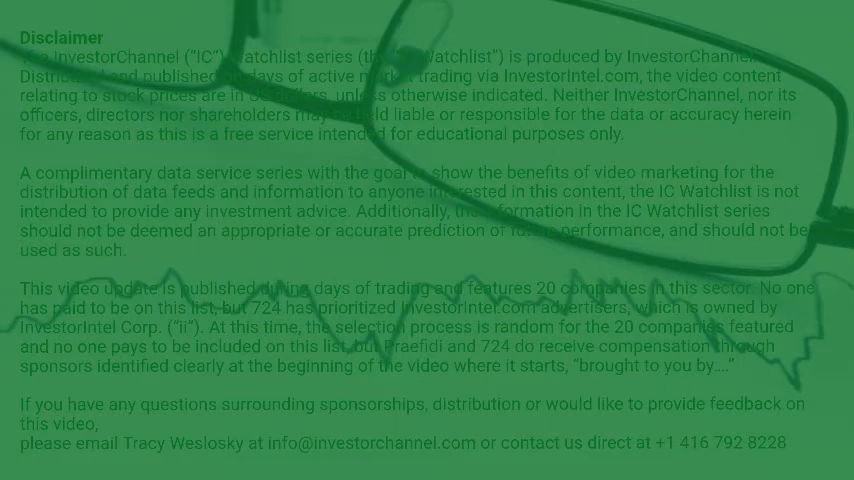 Disclaimer
The InvestorChannel ("IC") Watchlist series (the "IC Watchlist") is produced by InvestorChannel.
Distributed and published on days of active market trading via InvestorIntel.com, the video content
relating to stock prices are in US dollars, unless otherwise indicated. Neither InvestorChannel, nor its
officers, directors nor shareholders may be held liable or responsible for the data or accuracy herein
for any reason as this is a free service intended for educational purposes only.
A complimentary data service series with the goal to show the benefits of video marketing for the
distribution of data feeds and information to anyone interested in this content, the IC Watchlist is not
intended to provide any investment advice. Additionally, the information in the IC Watchlist series
should not be deemed an appropriate or accurate prediction of future performance, and should not be
used as such.
This video update is published during days of trading and features 20 companies in this sector. No one
has paid to be on this list, but 724 has prioritized InvestorIntel.com advertisers, which is owned by
InvestorIntel Corp. ("ii"). At this time, the selection process is random for the 20 companies featured
and no one pays to be included on this list, but Praefidi and 724 do receive compensation through
sponsors identified clearly at the beginning of the video where it starts, "brought to you by...."
If you have any questions surrounding sponsorships, distribution or would like to provide feedback on
this video,
please email Tracy Weslosky at info@investorchannel.com or contact us direct at +1 416 792 8228